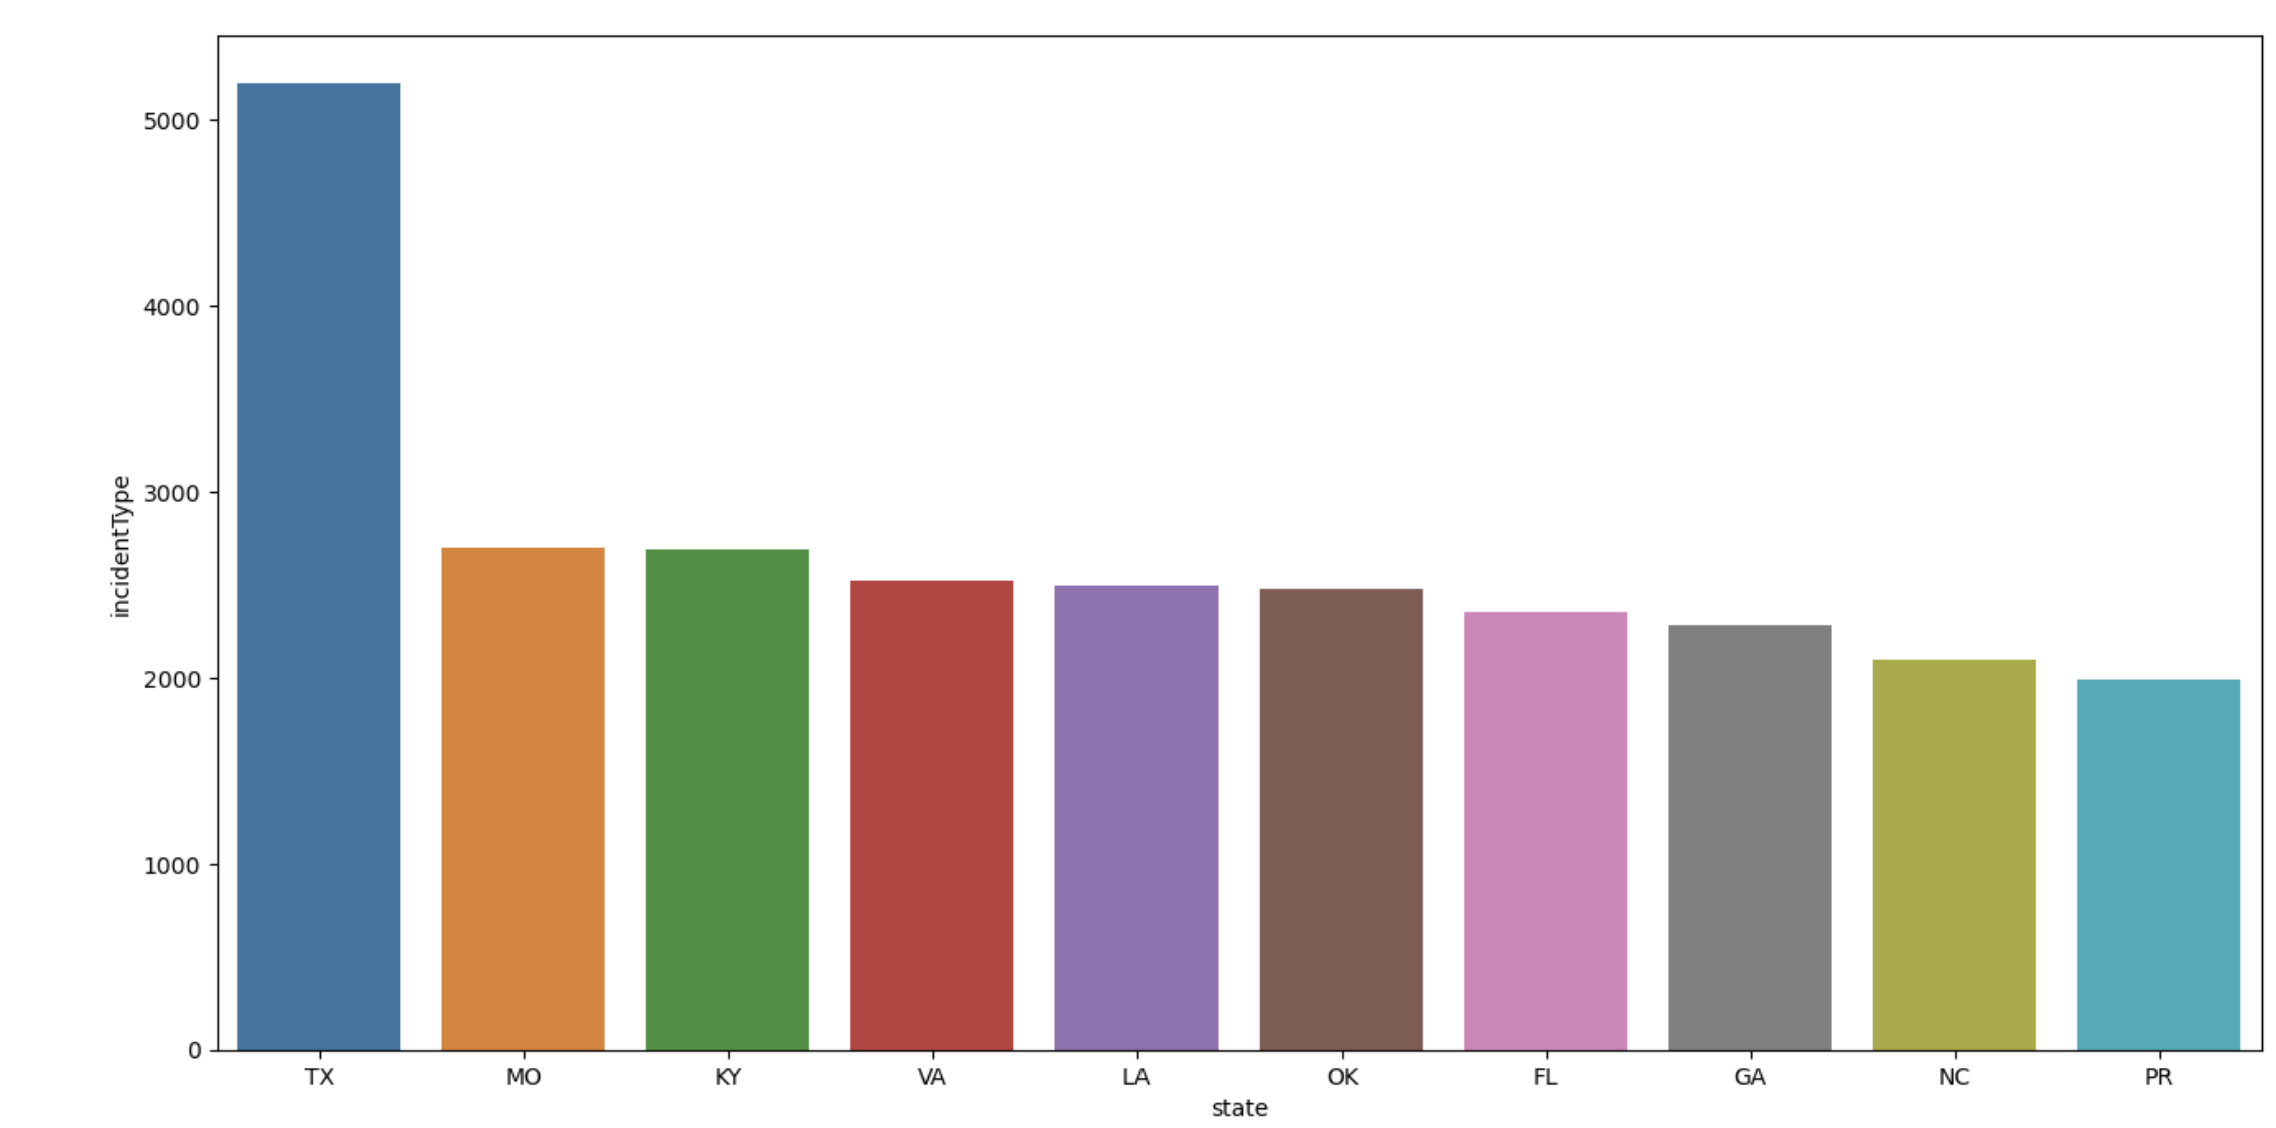 incidentType
5000
4000
3000
2000
1000
0
TX MO KY VA LA OK FL GA NC PR
state